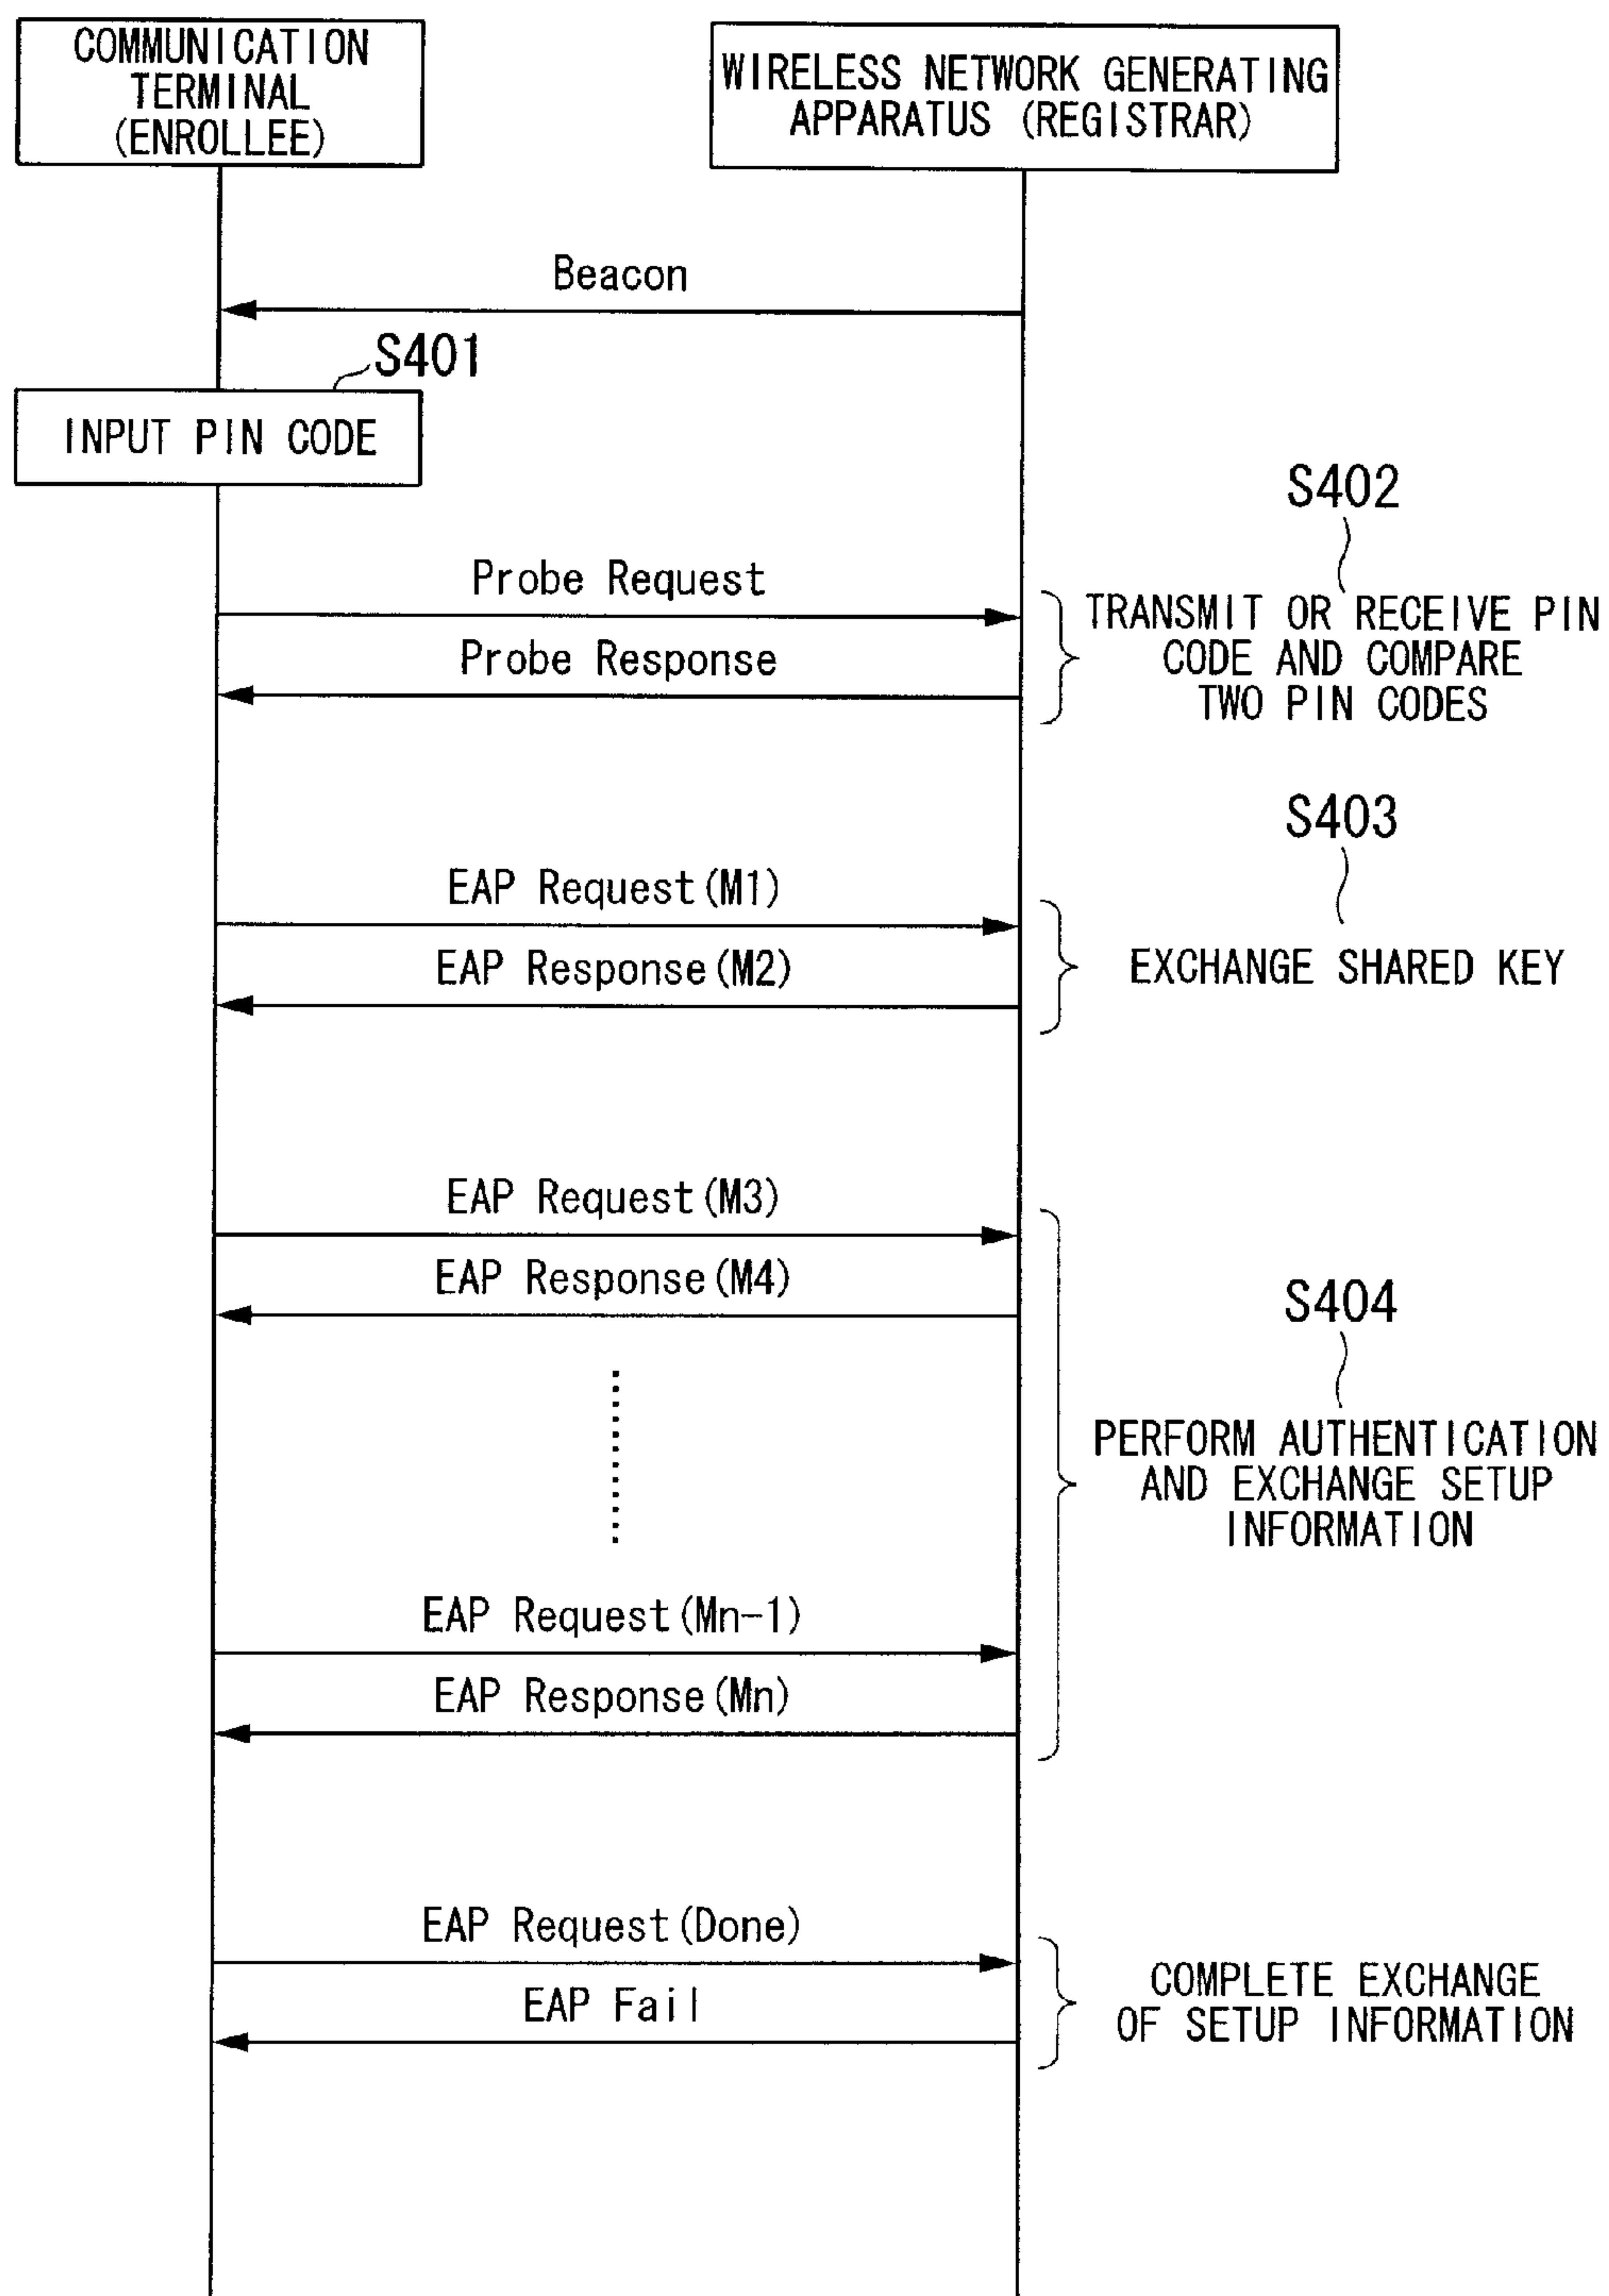 COMMUNICATION
TERMINAL
(ENROLLEE)
WIRELESS NETWORK GENERATING
APPARATUS (REGISTRAR)
Beacon
S401
INPUT PIN CODE
S402
Probe Request
TRANSMIT OR RECEIVE PIN
CODE AND COMPARE
TWO PIN CODES
Probe Response
S403
EAP Request(M1)
EAP Response(M2)
EXCHANGE SHARED KEY
EAP Request(M3)
EAP Response(M4)
S404
PERFORM AUTHENTICATION
AND EXCHANGE SETUP
INFORMATION
EAP Request(Mn-1)
EAP Response(Mn)
EAP Request(Done)
EAP Fail
COMPLETE EXCHANGE
OF SETUP INFORMATION